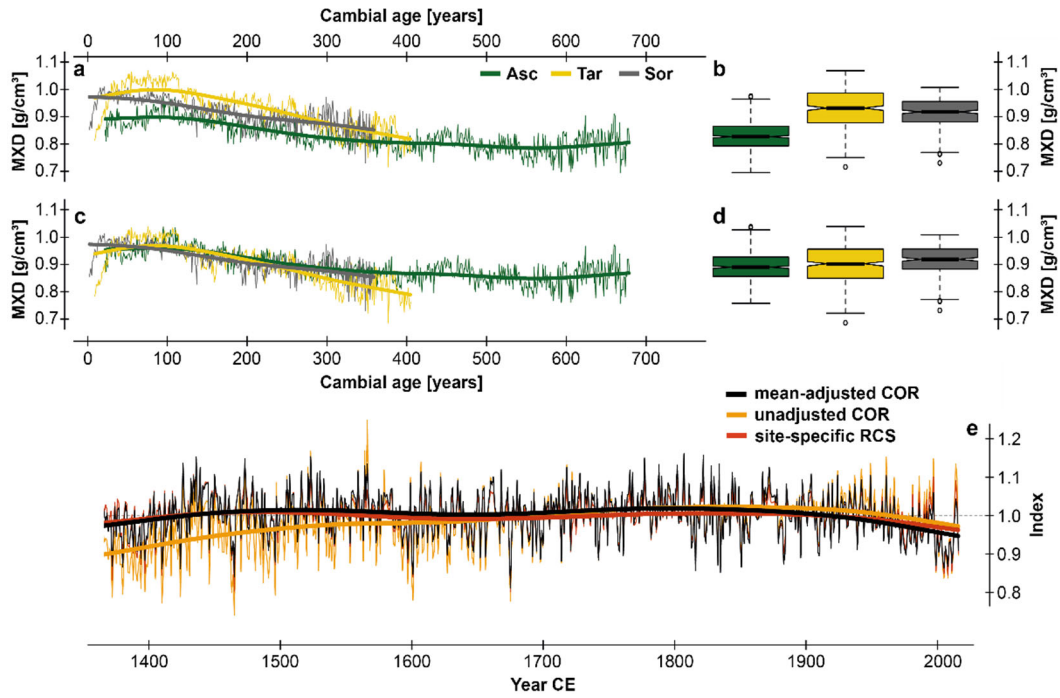 Cambial age [years]
0 100 200 300 400 500 600 700
a
Asc Tar Sor
b
MXD [g/cm³]
1.1
1.0
0.9
0.8
0.7
1.1
1.0
0.9
0.8
0.7
MXD [g/cm³]
c
d
MXD [g/cm³]
1.1
1.0
0.9
0.8
0.7
1.1
1.0
0.9
0.8
0.7
MXD [g/cm³]
0 100 200 300 400 500 600 700
Cambial age [years]
mean-adjusted COR
unadjusted COR
site-specific RCS
e
1.2
1.1
1.0
0.9
0.8
Index
1400 1500 1600 1700 1800 1900 2000
Year CE